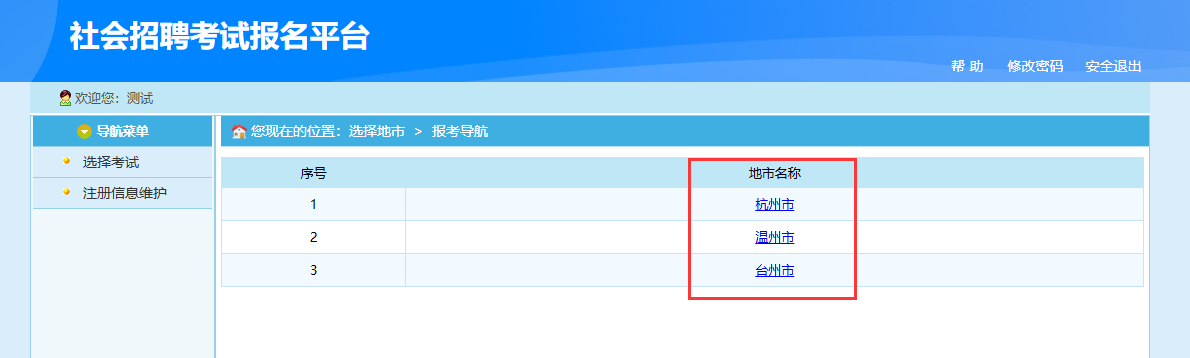 社会招聘考试报名平台
帮 助 修改密码 安全退出
欢迎您：测试
导航菜单
您现在的位置：选择地市 > 报考导航
选择考试
注册信息维护
序号 地市名称
1 杭州市
2 温州市
3 台州市